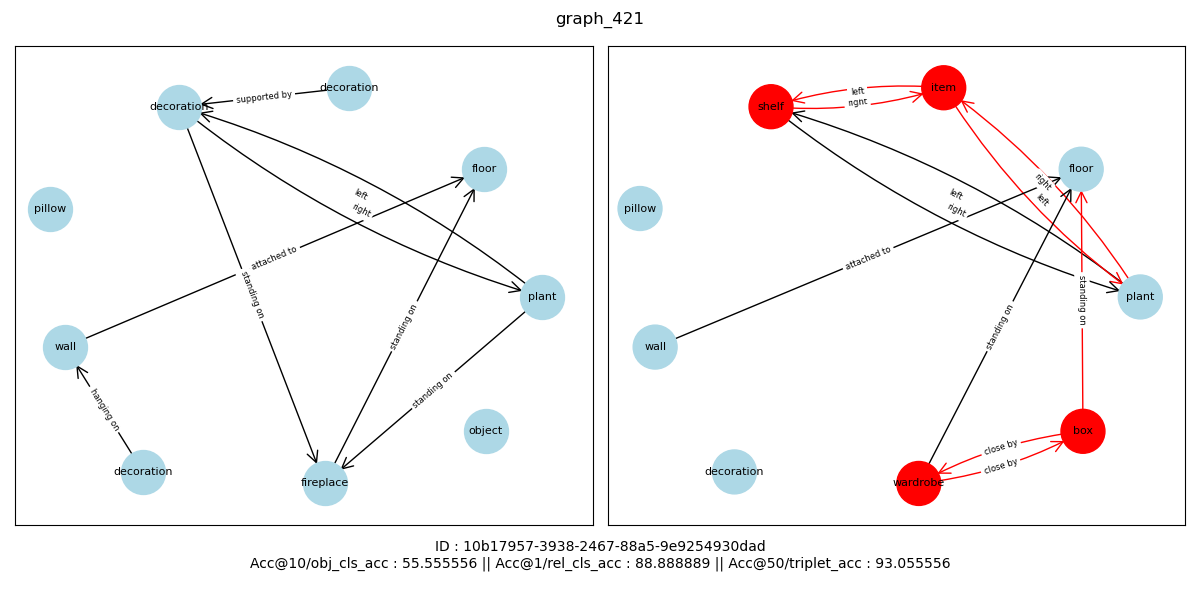 graph_421
decoration
supported by
decoration
floor
left
right
pillow
attached to
standing on
standing on
plant
wall
standing on
hanging on
object
decoration
fireplace
item
left
right
shelf
floor
right
left
left
right
pillow
attached to
standing on
standing on
plant
wall
box
close by
close by
decoration
wardrobe
ID : 10b17957-3938-2467-88a5-9e9254930dad
Acc@10/obj_cls_acc : 55.555556 || Acc@1/rel_cls_acc : 88.888889 || Acc@50/triplet_acc : 93.055556